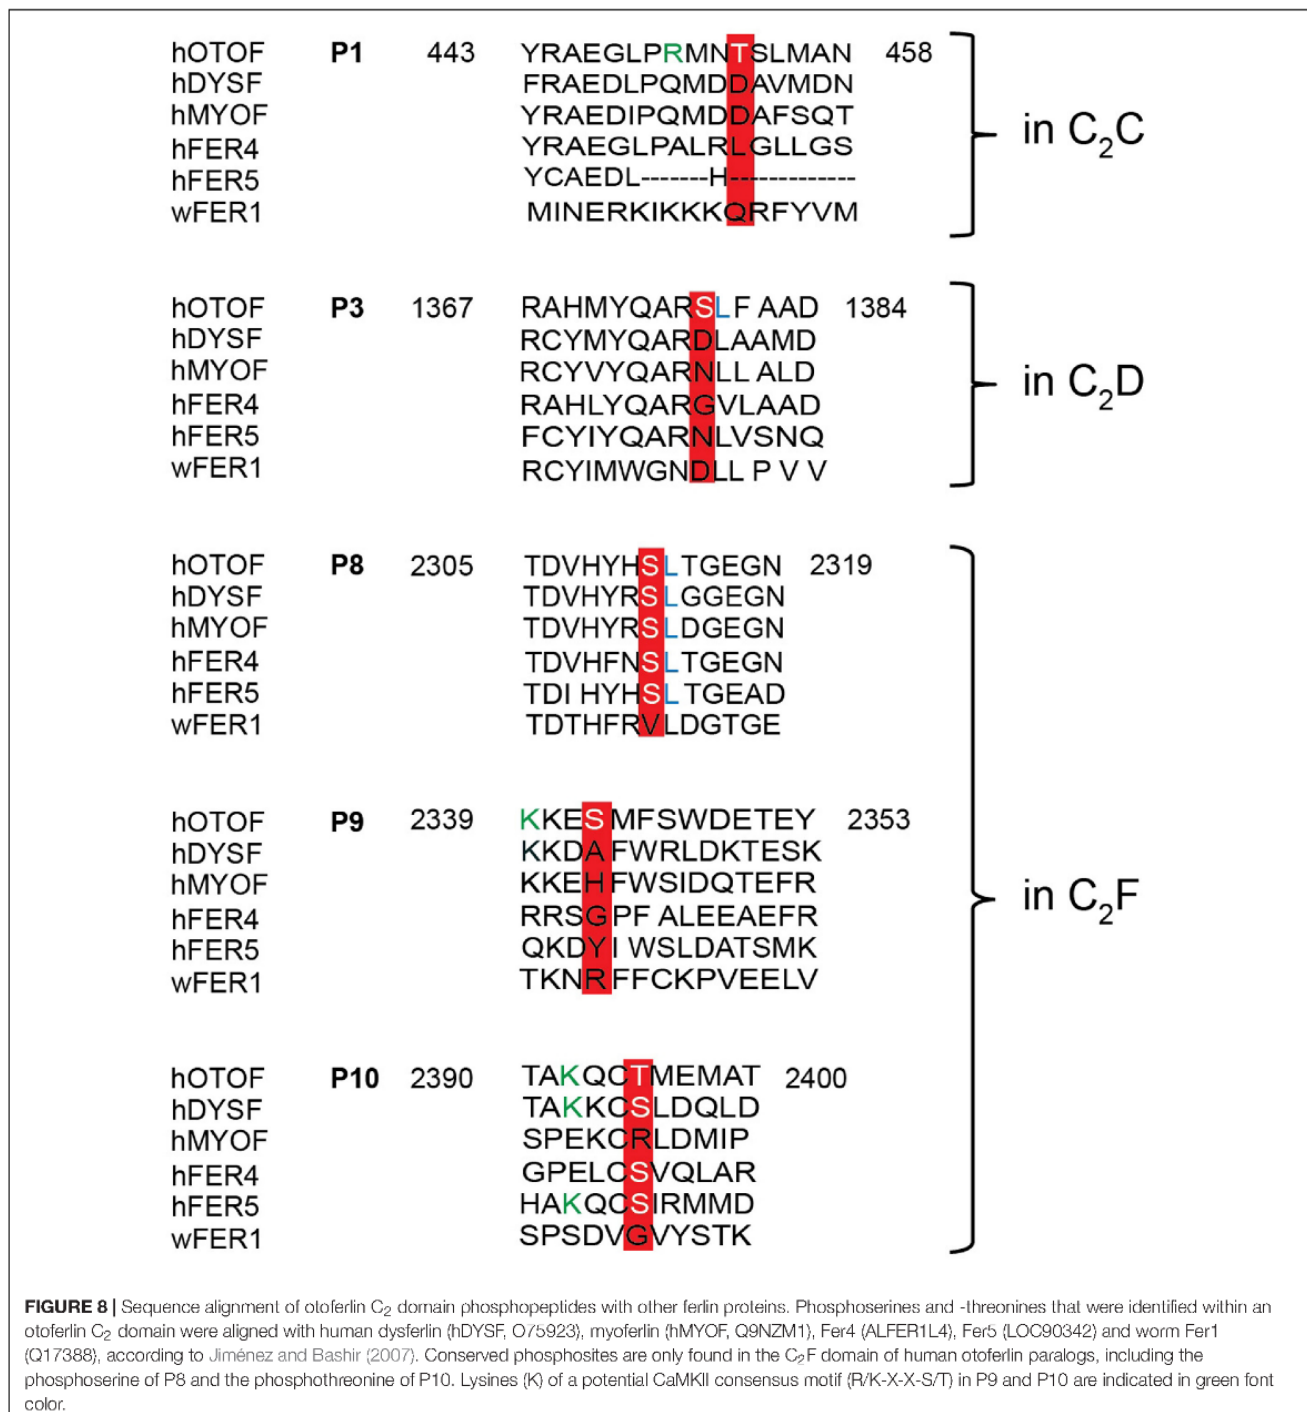 hOTOF P1 443 YRAEGLPRMNTSLMAN 458
hDYSF FRAEDLPQMDDAVMDN
hMYOF YRAEDIPQMDDAFSQT
hFER4 YRAEGLPALRLGLLGS
hFER5 YCAEDL-------H-------------
wFER1 MINERKIKKKQRFYVM
in C2C
hOTOF P3 1367 RAHMYQARSLF AAD 1384
hDYSF RCYMYQARDLAAMD
hMYOF RCYVYQARNLL ALD
hFER4 RAHLYQARGVLAAD
hFER5 FCYIYQARNLVSNQ
wFER1 RCYIMWGNDLL P V V
in C2D
hOTOF P8 2305 TDVHYHSLTGEGN 2319
hDYSF TDVHYRSLGGEGN
hMYOF TDVHYRSLDGEGN
hFER4 TDVHFNSLTGEGN
hFER5 TDI HYHSLTGEAD
wFER1 TDTHFRVLDGTGE
hOTOF P9 2339 KKESMFSWDETEY 2353
hDYSF KKDAFWRLDKTESK
hMYOF KKEHFWSIDQTEFR
hFER4 RRSGPF ALEEAEFR
hFER5 QKDYI WSLDATSMK
wFER1 TKNRFFCKPVEELV
in C2F
hOTOF P10 2390 TAKQCTMEMAT 2400
hDYSF TAKKCSLDQLD
hMYOF SPEKCRLDMIP
hFER4 GPELCSVQLAR
hFER5 HAKQCSIRMMD
wFER1 SPSDVGVYSTK
FIGURE 8 | Sequence alignment of otoferlin C2 domain phosphopeptides with other ferlin proteins. Phosphoserines and -threonines that were identified within an
otoferlin C2 domain were aligned with human dysferlin (hDYSF, O75923), myoferlin (hMYOF, Q9NZM1), Fer4 (ALFER1L4), Fer5 (LOC90342) and worm Fer1
(Q17388), according to Jiménez and Bashir (2007). Conserved phosphosites are only found in the C2F domain of human otoferlin paralogs, including the
phosphoserine of P8 and the phosphothreonine of P10. Lysines (K) of a potential CaMKII consensus motif (R/K-X-X-S/T) in P9 and P10 are indicated in green font
color.